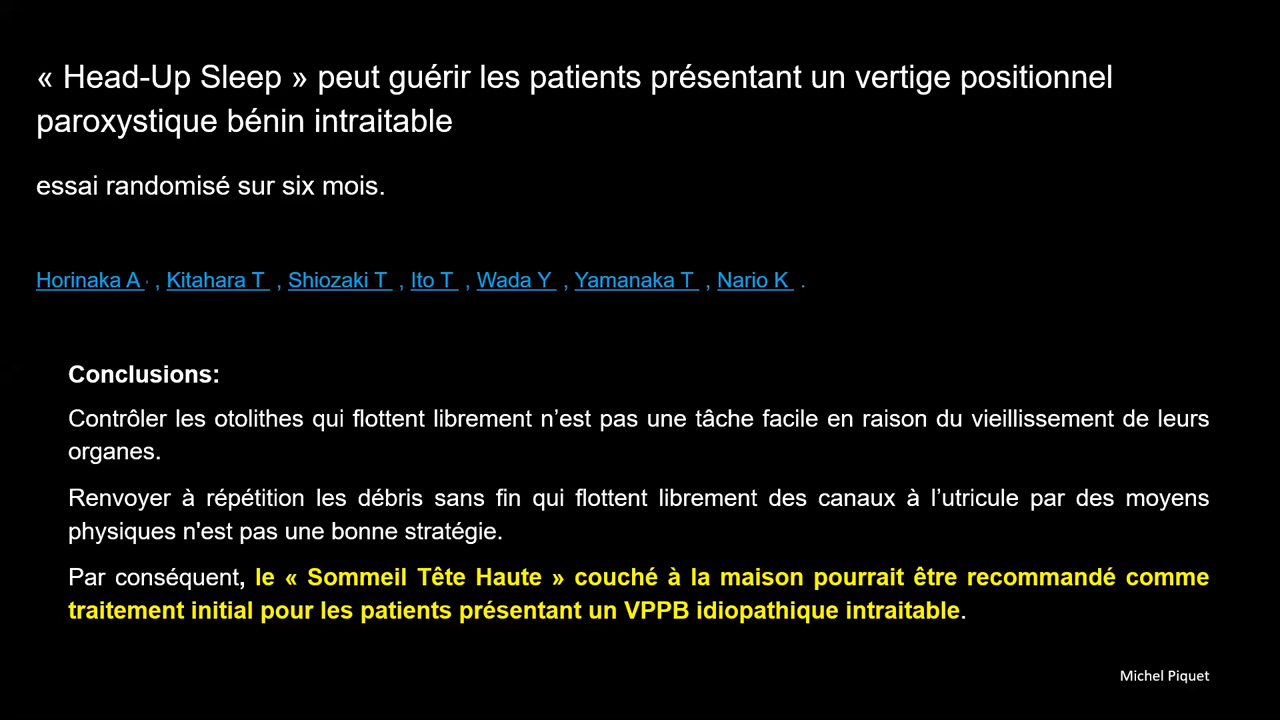 « Head-Up Sleep » peut guérir les patients présentant un vertige positionnel
paroxystique bénin intraitable
essai randomisé sur six mois.
Horinaka A , Kitahara T , Shiozaki T , Ito T , Wada Y , Yamanaka T , Nario K .
Conclusions:
Contrôler les otolithes qui flottent librement n’est pas une tâche facile en raison du vieillissement de leurs
organes.
Renvoyer à répétition les débris sans fin qui flottent librement des canaux à l’utricule par des moyens
physiques n'est pas une bonne stratégie.
Par conséquent, le « Sommeil Tête Haute » couché à la maison pourrait être recommandé comme
traitement initial pour les patients présentant un VPPB idiopathique intraitable.
Michel Piquet